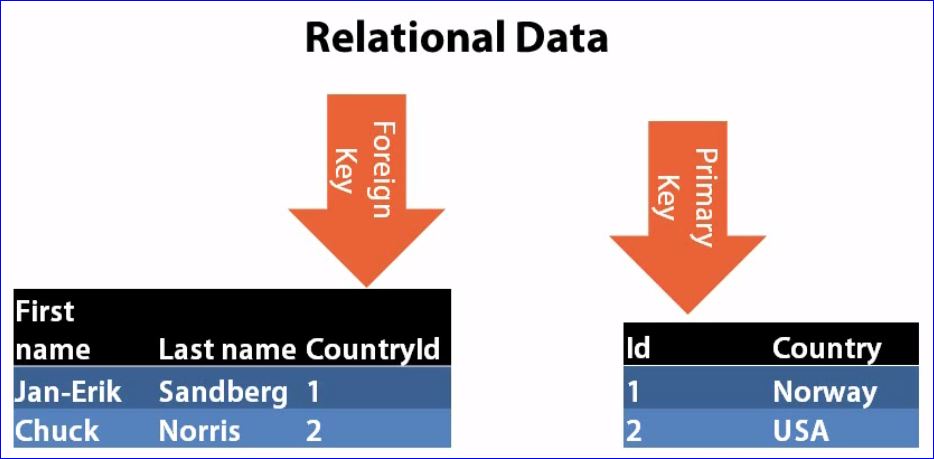 Relational Data
Foreign
Key
Primary
Key
First
name Last name CountryId
Jan-Erik Sandberg 1
Chuck Norris 2
Id Country
1 Norway
2 USA